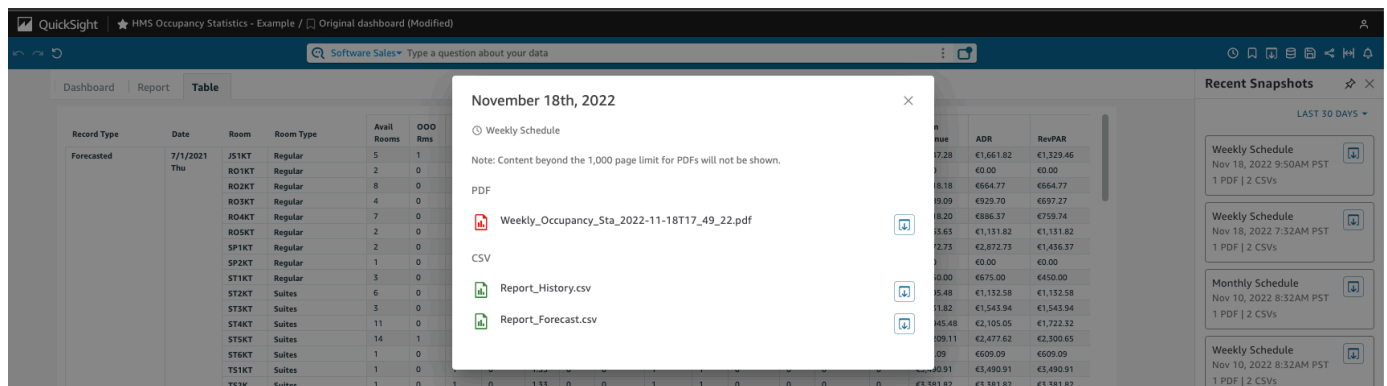 QuickSight HMS Occupancy Statistics - Example / Original dashboard (Modified)
Software Sales Type a question about your data
Dashboard Report Table
Recent Snapshots
LAST 30 DAYS
November 18th, 2022
Weekly Schedule
Note: Content beyond the 1,000 page limit for PDFs will not be shown.
PDF
Weekly_Occupancy_Sta_2022-11-18T17_49_22.pdf
CSV
Report_History.csv
Report_Forecast.csv
Record Type Date Room Room Type Avail Rooms OOO Rms ADR RevPAR
Forecasted 7/1/2021 Thu JS1KT Regular 5 1 €1,661.82 €1,329.46
RO1KT Regular 2 0 €0.00 €0.00
RO2KT Regular 8 0 €664.77 €664.77
RO3KT Regular 4 0 €929.70 €697.27
RO4KT Regular 7 0 €886.37 €759.74
RO5KT Regular 2 0 €1,131.82 €1,131.82
SP1KT Regular 2 0 €2,872.73 €1,436.37
SP2KT Regular 1 0 €0.00 €0.00
ST1KT Regular 3 0 €675.00 €450.00
ST2KT Suites 6 0 €1,132.58 €1,132.58
ST3KT Suites 3 0 €1,543.94 €1,543.94
ST4KT Suites 11 0 €2,105.05 €1,722.32
ST5KT Suites 14 1 €2,477.62 €2,300.65
ST6KT Suites 1 0 €609.09 €609.09
TS1KT Suites 1 0 €3,490.91 €3,490.91
Weekly Schedule
Nov 18, 2022 9:50AM PST
1 PDF | 2 CSVs
Weekly Schedule
Nov 18, 2022 7:32AM PST
1 PDF | 2 CSVs
Monthly Schedule
Nov 10, 2022 8:32AM PST
1 PDF | 2 CSVs
Weekly Schedule
Nov 10, 2022 8:32AM PST
1 PDF | 2 CSVs